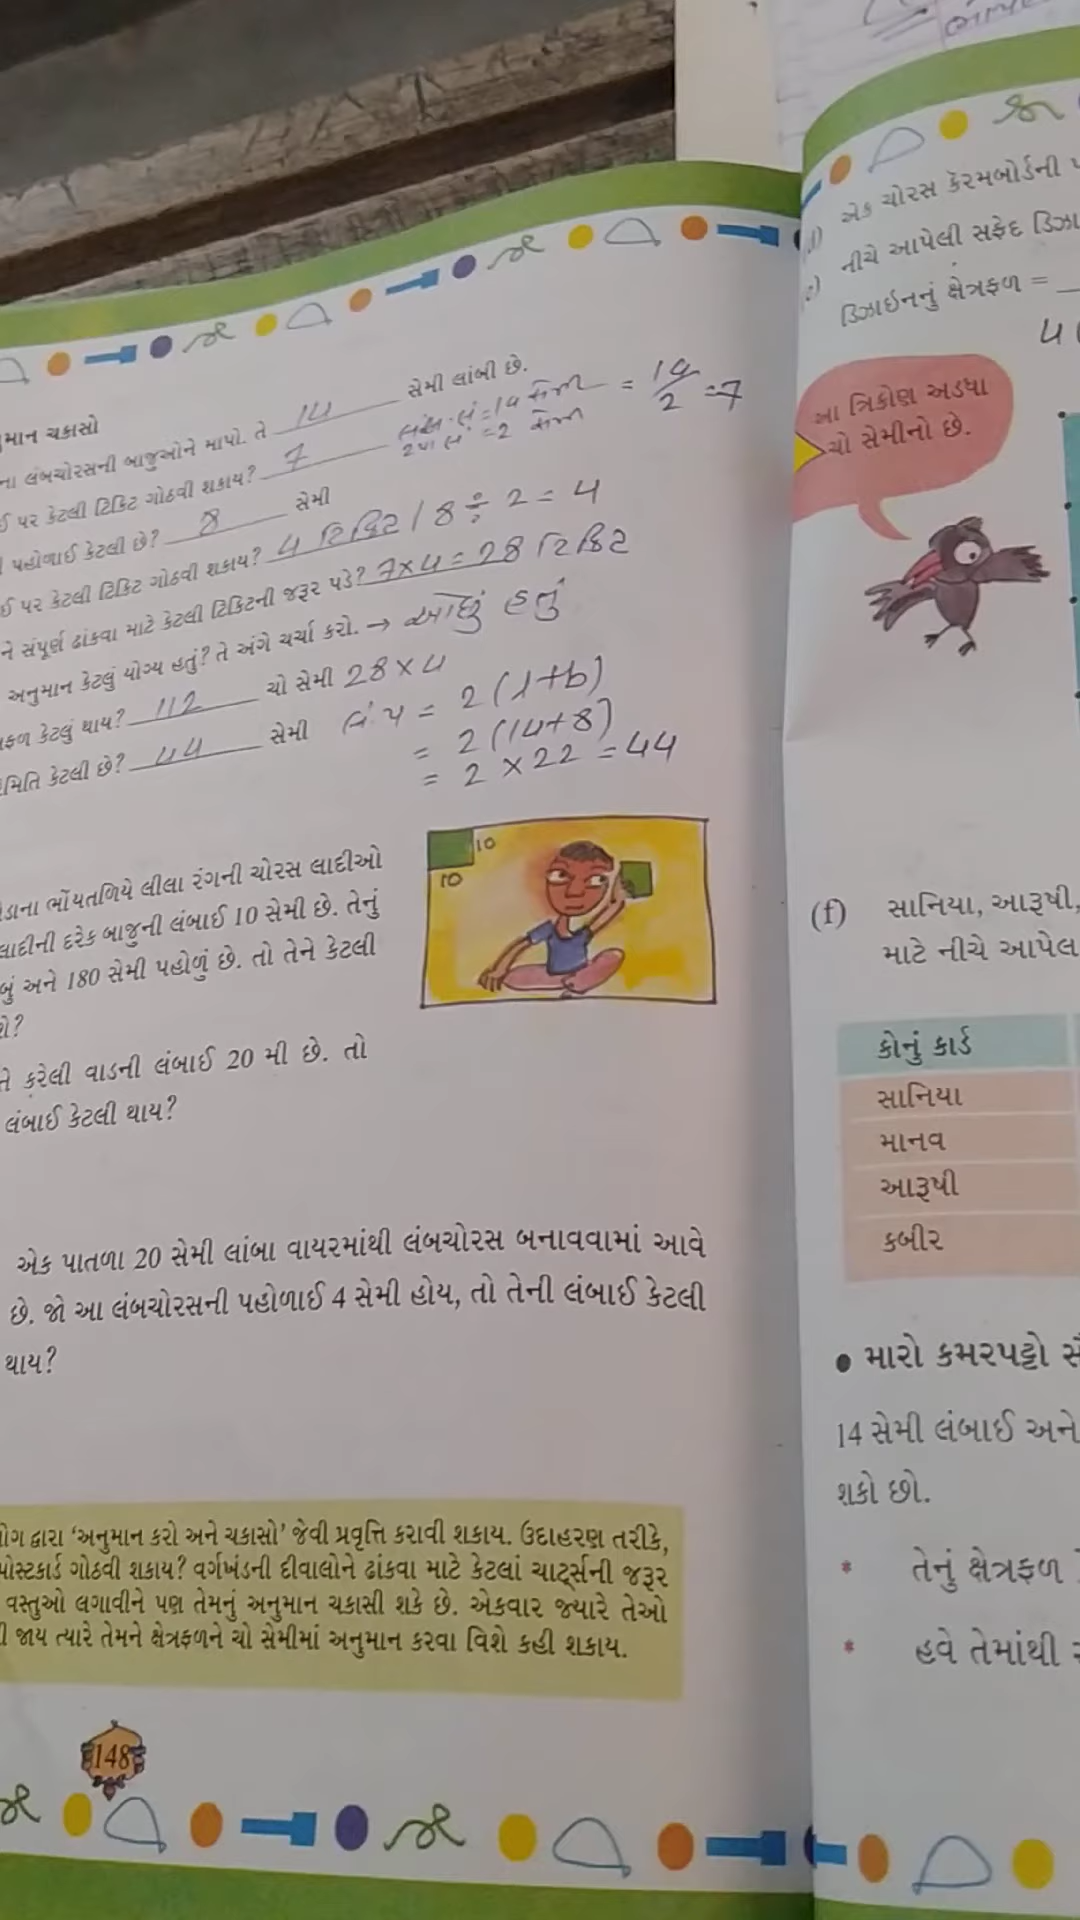 માન ચકાસો
ના લંબચોરસની બાજુઓને માપો. તે 14 સેમી લાંબી છે.
પર કેટલી ટિકિટ ગોઠવી શકાય? 7 = 14/2 = 7
પહોળાઈ કેટલી છે? 8 સેમી
ઈ પર કેટલી ટિકિટ ગોઠવી શકાય? 4 ટિકિટ / 8 ÷ 2 = 4
ને સંપૂર્ણ ઢાંકવા માટે કેટલી ટિકિટની જરૂર પડે? 7×4 = 28 ટિકિટ
અનુમાન કેટલું યોગ્ય હતું? તે અંગે ચર્ચા કરો. → ઓછું હતું
ફળ કેટલું થાય? 112 ચો સેમી 28 × 4
મિતિ કેટલી છે? 44 સેમી = 2 (l+b)
= 2 (14+8)
= 2 × 22 = 44
10
10
ડાના ભોંયતળિયે લીલા રંગની ચોરસ લાદીઓ
લાદીની દરેક બાજુની લંબાઈ 10 સેમી છે. તેનું
બું અને 180 સેમી પહોળું છે. તો તેને કેટલી
તે કરેલી વાડની લંબાઈ 20 મી છે. તો
લંબાઈ કેટલી થાય?
એક પાતળા 20 સેમી લાંબા વાયરમાંથી લંબચોરસ બનાવવામાં આવે
છે. જો આ લંબચોરસની પહોળાઈ 4 સેમી હોય, તો તેની લંબાઈ કેટલી
થાય?
ોગ દ્વારા ‘અનુમાન કરો અને ચકાસો’ જેવી પ્રવૃત્તિ કરાવી શકાય. ઉદાહરણ તરીકે,
પોસ્ટકાર્ડ ગોઠવી શકાય? વર્ગખંડની દીવાલોને ઢાંકવા માટે કેટલાં ચાર્ટ્સની જરૂર
વસ્તુઓ લગાવીને પણ તેમનું અનુમાન ચકાસી શકે છે. એકવાર જ્યારે તેઓ
ી જાય ત્યારે તેમને ક્ષેત્રફળને ચો સેમીમાં અનુમાન કરવા વિશે કહી શકાય.
148
એક ચોરસ કૅરમબોર્ડની
નીચે આપેલી સફેદ ડિઝા
ડિઝાઇનનું ક્ષેત્રફળ =
આ ત્રિકોણ અડધા
ચો સેમીનો છે.
(f) સાનિયા, આરૂષી,
માટે નીચે આપેલ
કોનું કાર્ડ
સાનિયા
માનવ
આરૂષી
કબીર
● મારો કમરપટ્ટો
14 સેમી લંબાઈ અને
શકો છો.
* તેનું ક્ષેત્રફળ
* હવે તેમાંથી